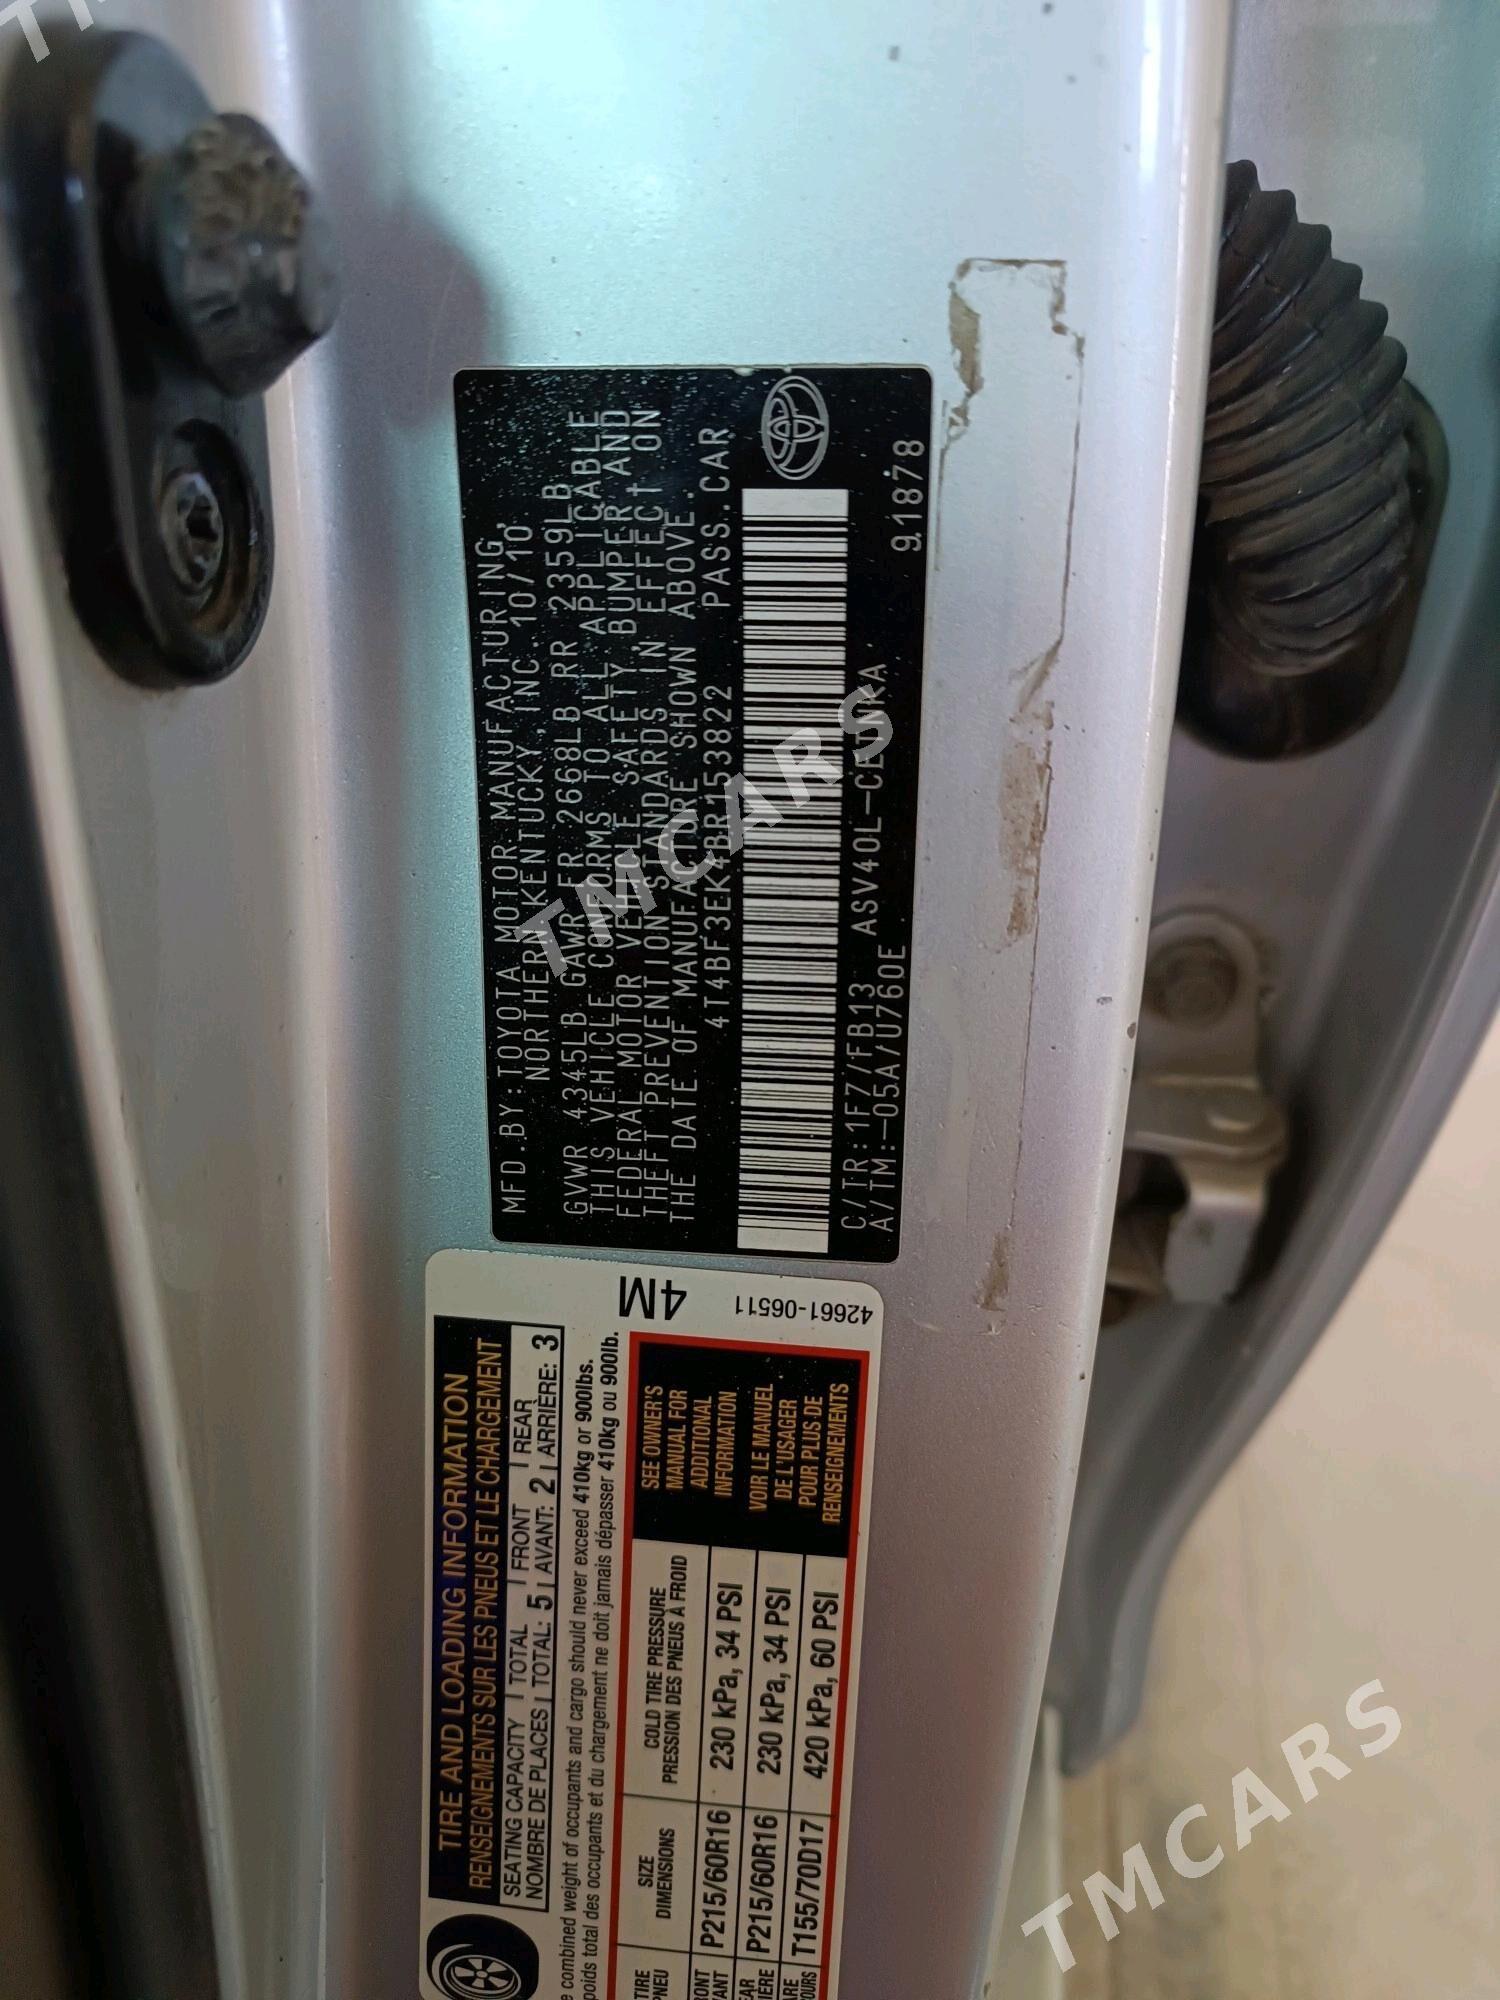 MFD.BY:TOYOTA MOTOR MANUFACTURING,
NORTHERN KENTUCKY,INC. 10/10
GVWR 4345LB GAWR FR 2668LB RR 2359LB
THIS VEHICLE CONFORMS TO ALL APPLICABLE
FEDERAL MOTOR VEHICLE SAFETY, BUMPER AND
THEFT PREVENTION STANDARDS IN EFFECT ON
THE DATE OF MANUFACTURE SHOWN ABOVE.
4T4BF3EK4BR153822 PASS.CAR
C/TR:1F7/FB13 ASV40L-CETNKA
A/TM:-05A/U760E
9.1878
4M
42661-06511
TIRE AND LOADING INFORMATION
RENSEIGNEMENTS SUR LES PNEUS ET LE CHARGEMENT
SEATING CAPACITY | TOTAL | FRONT | REAR
NOMBRE DE PLACES | TOTAL: 5 | AVANT: 2 | ARRIÈRE: 3
combined weight of occupants and cargo should never exceed 410kg or 900lbs.
poids total des occupants et du chargement ne doit jamais dépasser 410kg ou 900lb.
TIRE SIZE COLD TIRE PRESSURE
DIMENSIONS PRESSION DES PNEUS À FROID
P215/60R16 230 kPa, 34 PSI
P215/60R16 230 kPa, 34 PSI
T155/70D17 420 kPa, 60 PSI
SEE OWNER'S
MANUAL FOR
ADDITIONAL
INFORMATION
VOIR LE MANUEL
DE L'USAGER
POUR PLUS DE
RENSEIGNEMENTS
TMCARS
TMCARS